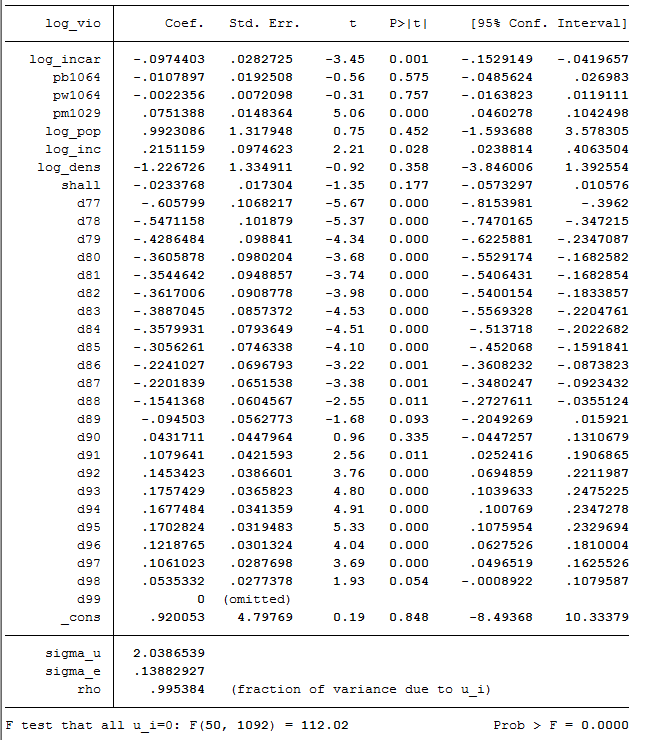 log_vio Coef. Std. Err. t P>|t| [95% Conf. Interval]
log_incar -.0974403 .0282725 -3.45 0.001 -.1529149 -.0419657
pb1064 -.0107897 .0192508 -0.56 0.575 -.0485624 .026983
pw1064 -.0022356 .0072098 -0.31 0.757 -.0163823 .0119111
pm1029 .0751388 .0148364 5.06 0.000 .0460278 .1042498
log_pop .9923086 1.317948 0.75 0.452 -1.593688 3.578305
log_inc .2151159 .0974623 2.21 0.028 .0238814 .4063504
log_dens -1.226726 1.334911 -0.92 0.358 -3.846006 1.392554
shall -.0233768 .017304 -1.35 0.177 -.0573297 .010576
d77 -.605799 .1068217 -5.67 0.000 -.8153981 -.3962
d78 -.5471158 .101879 -5.37 0.000 -.7470165 -.347215
d79 -.4286484 .098841 -4.34 0.000 -.6225881 -.2347087
d80 -.3605878 .0980204 -3.68 0.000 -.5529174 -.1682582
d81 -.3544642 .0948857 -3.74 0.000 -.5406431 -.1682854
d82 -.3617006 .0908778 -3.98 0.000 -.5400154 -.1833857
d83 -.3887045 .0857372 -4.53 0.000 -.5569328 -.2204761
d84 -.3579931 .0793649 -4.51 0.000 -.513718 -.2022682
d85 -.3056261 .0746338 -4.10 0.000 -.452068 -.1591841
d86 -.2241027 .0696793 -3.22 0.001 -.3608232 -.0873823
d87 -.2201839 .0651538 -3.38 0.001 -.3480247 -.0923432
d88 -.1541368 .0604567 -2.55 0.011 -.2727611 -.0355124
d89 -.094503 .0562773 -1.68 0.093 -.2049269 .015921
d90 .0431711 .0447964 0.96 0.335 -.0447257 .1310679
d91 .1079641 .0421593 2.56 0.011 .0252416 .1906865
d92 .1453423 .0386601 3.76 0.000 .0694859 .2211987
d93 .1757429 .0365823 4.80 0.000 .1039633 .2475225
d94 .1677484 .0341359 4.91 0.000 .100769 .2347278
d95 .1702824 .0319483 5.33 0.000 .1075954 .2329694
d96 .1218765 .0301324 4.04 0.000 .0627526 .1810004
d97 .1061023 .0287698 3.69 0.000 .0496519 .1625526
d98 .0535332 .0277378 1.93 0.054 -.0008922 .1079587
d99 0 (omitted)
_cons .920053 4.79769 0.19 0.848 -8.49368 10.33379
sigma_u 2.0386539
sigma_e .13882927
rho .995384 (fraction of variance due to u_i)
F test that all u_i=0: F(50, 1092) = 112.02 Prob > F = 0.0000